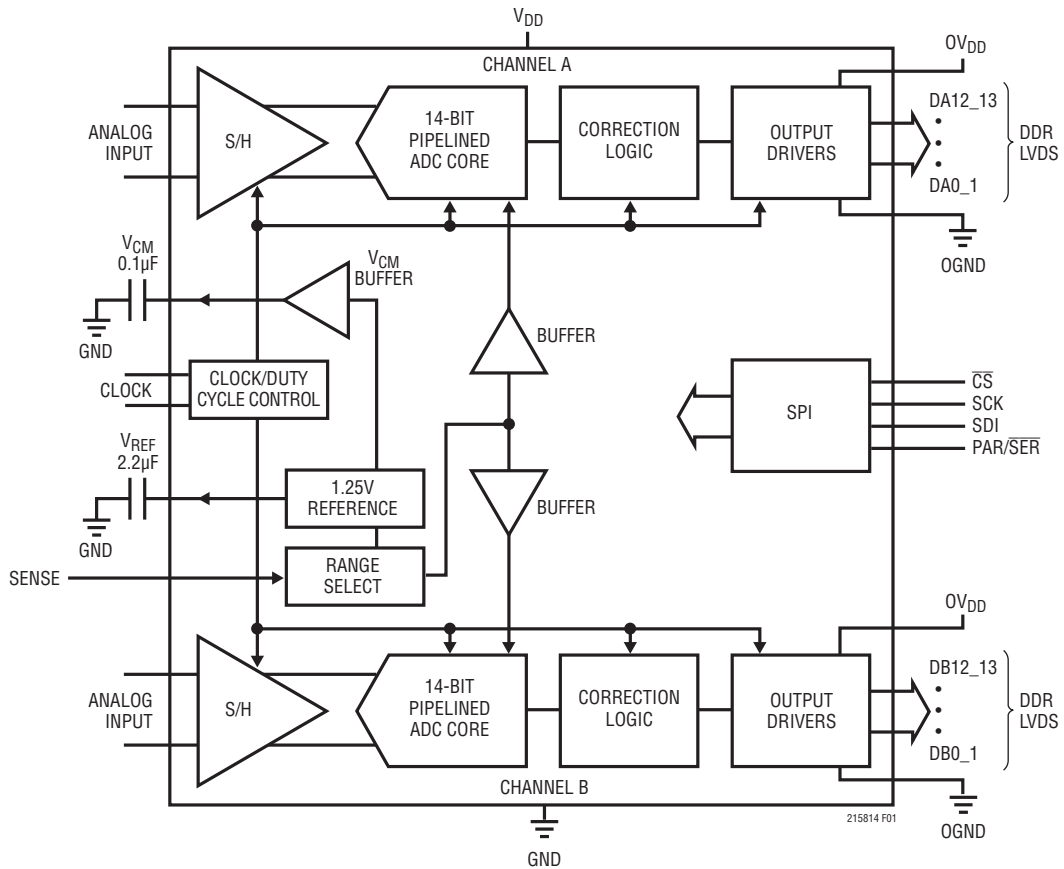 VDD
CHANNEL A
OVDD
ANALOG
INPUT
S/H
14-BIT
PIPELINED
ADC CORE
CORRECTION
LOGIC
OUTPUT
DRIVERS
DA12_13
•
•
•
DA0_1
DDR
LVDS
OGND
VCM
0.1µF
GND
VCM
BUFFER
BUFFER
CLOCK
CLOCK/DUTY
CYCLE CONTROL
SPI
C̅S̅
SCK
SDI
PAR/S̅E̅R̅
VREF
2.2µF
GND
1.25V
REFERENCE
BUFFER
SENSE
RANGE
SELECT
OVDD
ANALOG
INPUT
S/H
14-BIT
PIPELINED
ADC CORE
CORRECTION
LOGIC
OUTPUT
DRIVERS
DB12_13
•
•
•
DB0_1
DDR
LVDS
CHANNEL B
OGND
GND
215814 F01